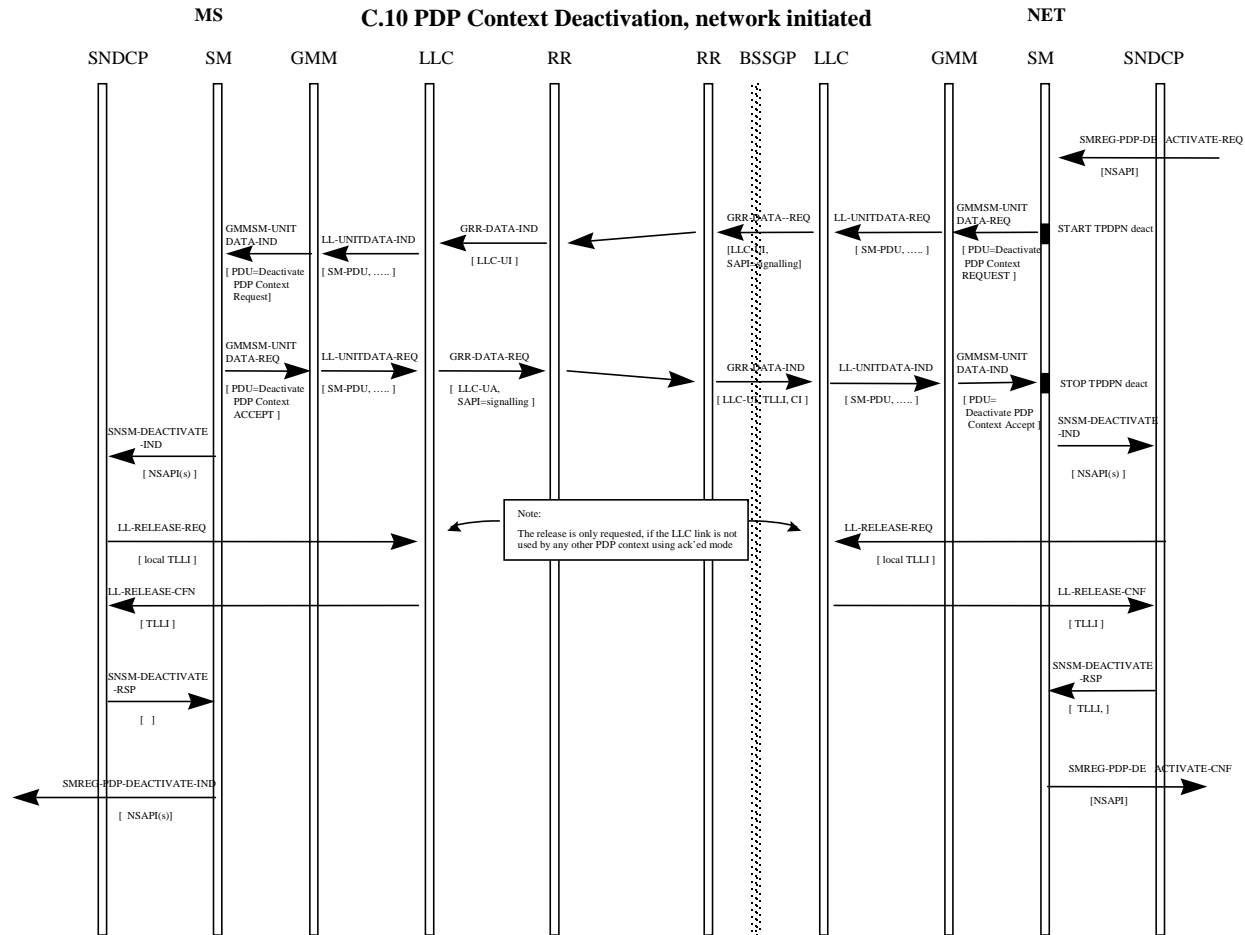 MS
C.10 PDP Context Deactivation, network initiated
NET
SNDCP
SM
GMM
LLC
RR
RR
BSSGP
LLC
GMM
SM
SNDCP
SMREG-PDP-DE ACTIVATE-REQ
[NSAPI]
GMMSM-UNIT
DATA-IND
[ PDU=Deactivate
PDP Context
Request]
LL-UNITDATA-IND
[ SM-PDU, ….. ]
GRR-DATA-IND
[ LLC-UI ]
GRR-DATA--REQ
[LLC-UI,
SAPI=signalling]
LL-UNITDATA-REQ
[ SM-PDU, ….. ]
GMMSM-UNIT
DATA-REQ
[ PDU=Deactivate
PDP Context
REQUEST ]
START TPDPN deact
GMMSM-UNIT
DATA-REQ
[ PDU=Deactivate
PDP Context
ACCEPT ]
LL-UNITDATA-REQ
[ SM-PDU, ….. ]
GRR-DATA-REQ
[ LLC-UA,
SAPI=signalling ]
GRR-DATA-IND
[ LLC-UI, TLLI, CI ]
LL-UNITDATA-IND
[ SM-PDU, ….. ]
GMMSM-UNIT
DATA-IND
[ PDU=
Deactivate PDP
Context Accept ]
STOP TPDPN deact
SNSM-DEACTIVATE
-IND
[ NSAPI(s) ]
SNSM-DEACTIVATE
-IND
[ NSAPI(s) ]
Note:
The release is only requested, if the LLC link is not
used by any other PDP context using ack'ed mode
LL-RELEASE-REQ
[ local TLLI ]
LL-RELEASE-REQ
[ local TLLI ]
LL-RELEASE-CFN
[ TLLI ]
LL-RELEASE-CNF
[ TLLI ]
SNSM-DEACTIVATE
-RSP
[ ]
SNSM-DEACTIVATE
-RSP
[ TLLI, ]
SMREG-PDP-DEACTIVATE-IND
[ NSAPI(s)]
SMREG-PDP-DE ACTIVATE-CNF
[NSAPI]